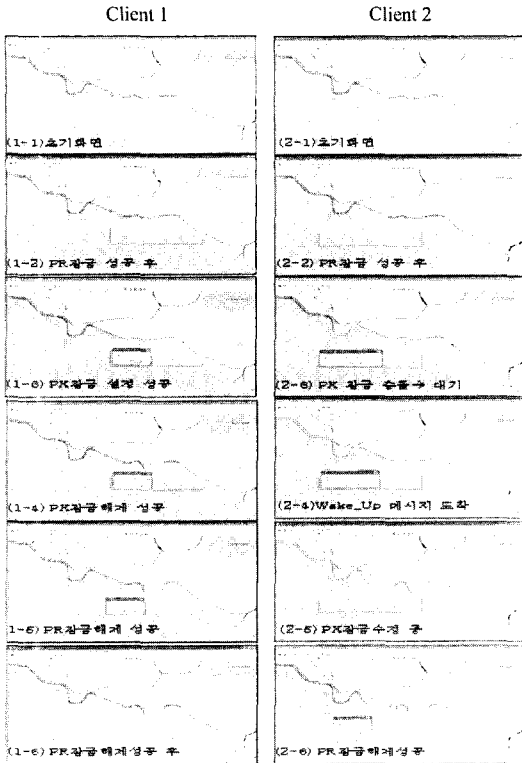 Client 1
Client 2
(1-1)초기화면
(2-1)초기화면
(1-2) PR잠금 성공 후
(2-2) PR잠금 성공 후
PX잠금 설정 성공
PX 잠금 충돌후 대기
(1-4) PX잠금해제 성공
(2-4)Wake_Up 메시지 도착
1-5) PR잠금해제 성공
(2-5) PX잠금수정 중
(1-6) PR잠금해제성공 후
(2-6) PR잠금해제성공